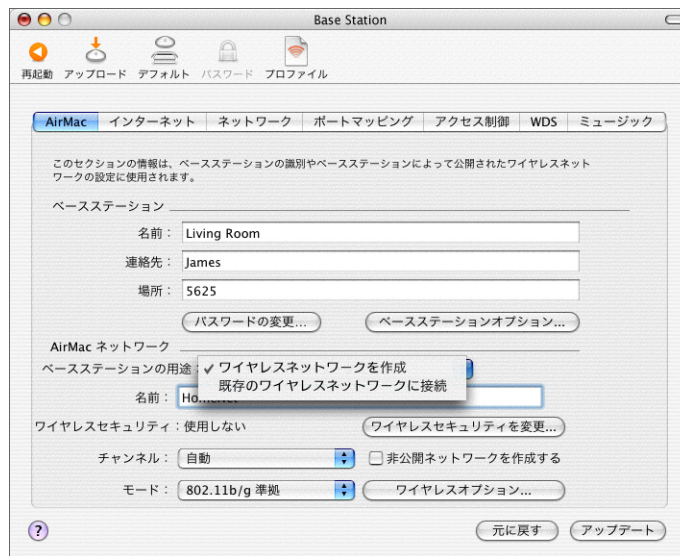 Base Station
再起動 アップロード デフォルト パスワード プロファイル
AirMac インターネット ネットワーク ポートマッピング アクセス制御 WDS ミュージック
このセクションの情報は、ベースステーションの識別やベースステーションによって公開されたワイヤレスネット
ワークの設定に使用されます。
ベースステーション
名前： Living Room
連絡先： James
場所： 5625
パスワードの変更... ベースステーションオプション...
AirMac ネットワーク
ベースステーションの用途： ✓ ワイヤレスネットワークを作成
既存のワイヤレスネットワークに接続
名前： HomeNet
ワイヤレスセキュリティ：使用しない ワイヤレスセキュリティを変更...
チャンネル： 自動 非公開ネットワークを作成する
モード： 802.11b/g 準拠 ワイヤレスオプション...
? 元に戻す アップデート